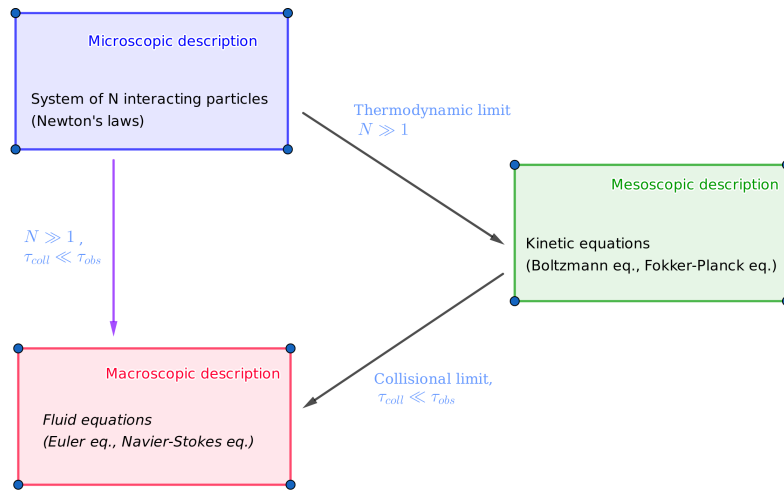 Microscopic description
System of N interacting particles
(Newton's laws)
Thermodynamic limit
N ≫ 1
Mesoscopic description
Kinetic equations
(Boltzmann eq., Fokker-Planck eq.)
N ≫ 1 ,
τ_coll ≪ τ_obs
Macroscopic description
Fluid equations
(Euler eq., Navier-Stokes eq.)
Collisional limit,
τ_coll ≪ τ_obs